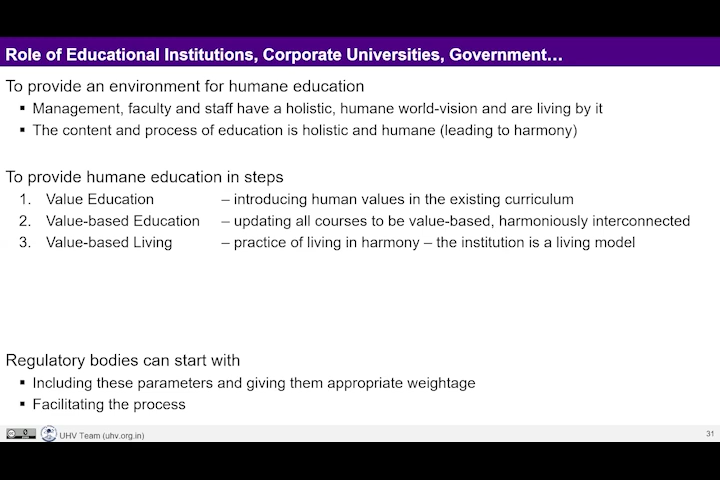 Role of Educational Institutions, Corporate Universities, Government…
To provide an environment for humane education
▪ Management, faculty and staff have a holistic, humane world-vision and are living by it
▪ The content and process of education is holistic and humane (leading to harmony)
To provide humane education in steps
1. Value Education – introducing human values in the existing curriculum
2. Value-based Education – updating all courses to be value-based, harmoniously interconnected
3. Value-based Living – practice of living in harmony – the institution is a living model
Regulatory bodies can start with
▪ Including these parameters and giving them appropriate weightage
▪ Facilitating the process
UHV Team (uhv.org.in)
31